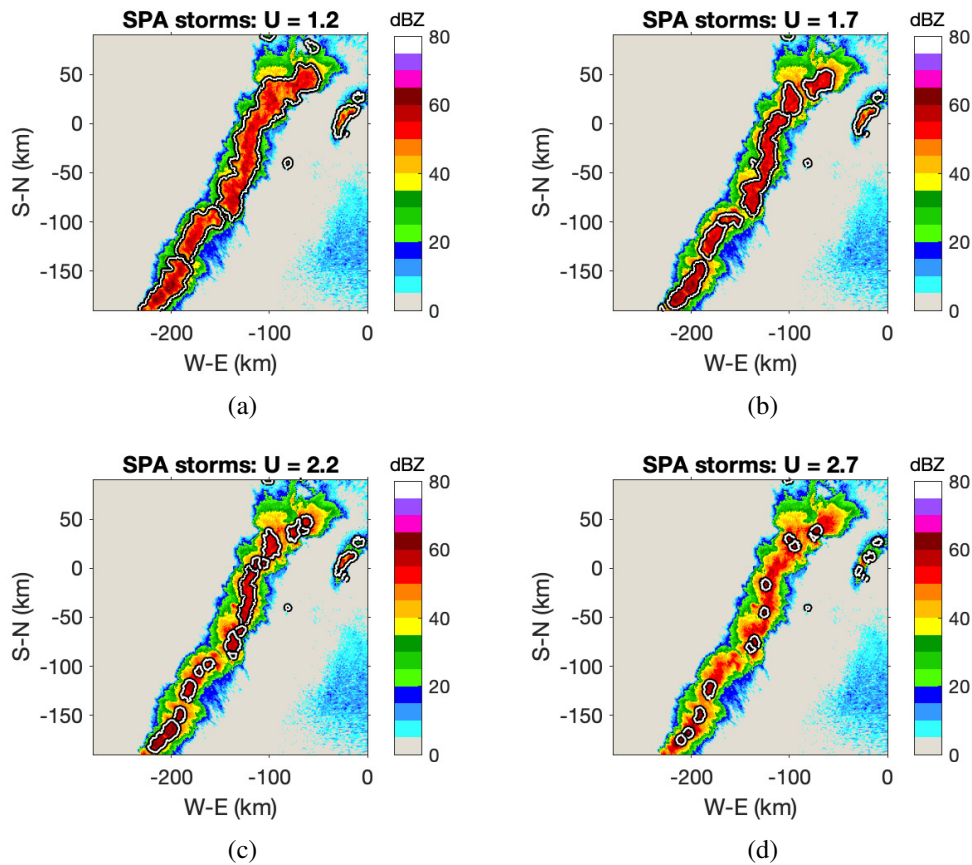 SPA storms: U = 1.2 dBZ SPA storms: U = 1.7 dBZ
80 80
50 50
60 60
0 0
S-N (km) S-N (km)
-50 40 -50 40
-100 -100
20 20
-150 -150
0 0
-200 -100 0 -200 -100 0
W-E (km) W-E (km)
(a) (b)
SPA storms: U = 2.2 dBZ SPA storms: U = 2.7 dBZ
80 80
50 50
60 60
0 0
S-N (km) S-N (km)
-50 40 -50 40
-100 -100
20 20
-150 -150
0 0
-200 -100 0 -200 -100 0
W-E (km) W-E (km)
(c) (d)